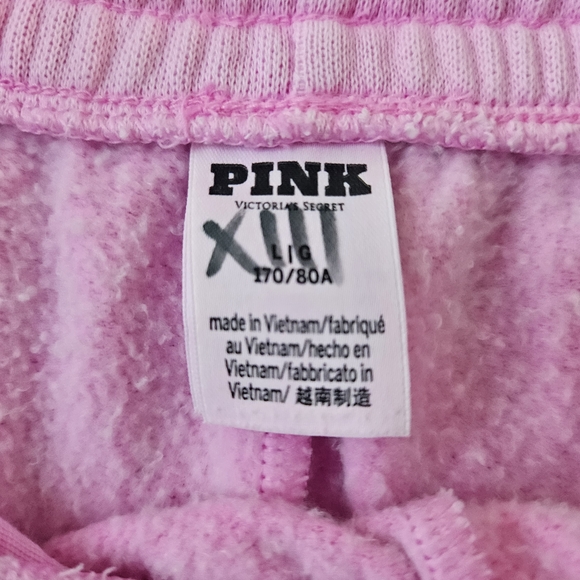 PINK
VICTORIA'S SECRET
XIII
L|G
170/80A
made in Vietnam/fabriqué
au Vietnam/hecho en
Vietnam/fabbricato in
Vietnam/ 越南制造